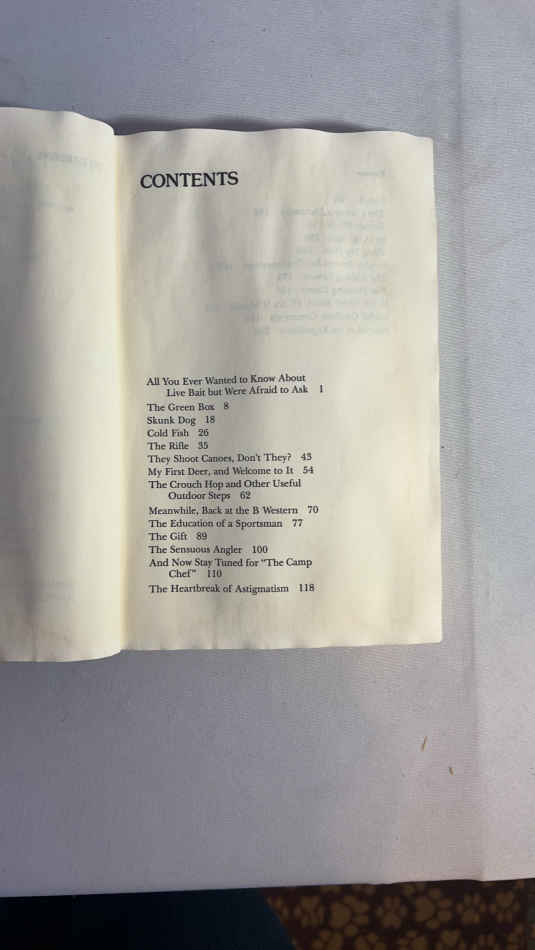 CONTENTS
All You Ever Wanted to Know About
Live Bait but Were Afraid to Ask 1
The Green Box 8
Skunk Dog 18
Cold Fish 26
The Rifle 35
They Shoot Canoes, Don't They? 43
My First Deer, and Welcome to It 54
The Crouch Hop and Other Useful
Outdoor Steps 62
Meanwhile, Back at the B Western 70
The Education of a Sportsman 77
The Gift 89
The Sensuous Angler 100
And Now Stay Tuned for “The Camp
Chef” 110
The Heartbreak of Astigmatism 118